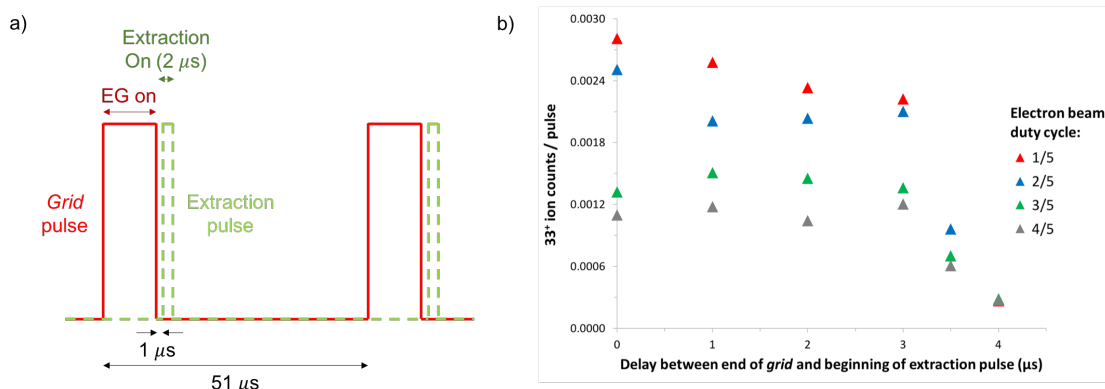 a)
Extraction
On (2 μs)
EG on
Grid
pulse
Extraction
pulse
1 μs
51 μs
b)
0.0030
0.0024
0.0018
0.0012
0.0006
0.0000
33⁺ ion counts / pulse
0
1
2
3
4
Delay between end of grid and beginning of extraction pulse (μs)
Electron beam
duty cycle:
1/5
2/5
3/5
4/5